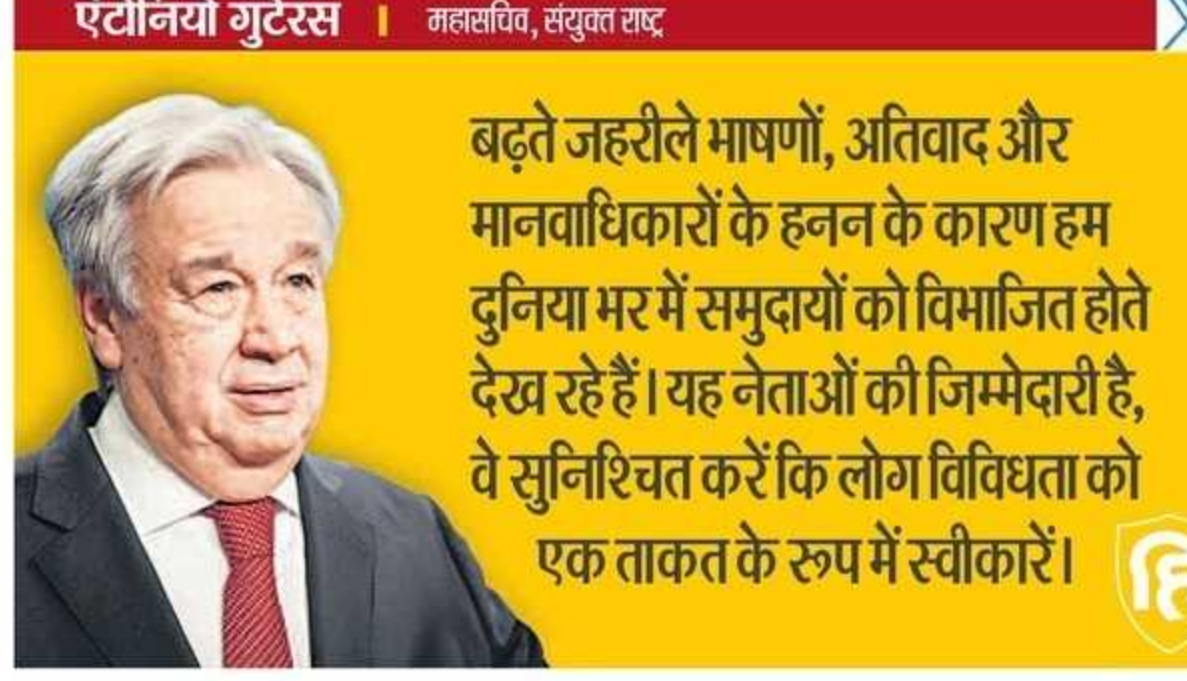 एंटोनियो गुटेरस | महासचिव, संयुक्त राष्ट्र
बढ़ते जहरीले भाषणों, अतिवाद और
मानवाधिकारों के हनन के कारण हम
दुनिया भर में समुदायों को विभाजित होते
देख रहे हैं। यह नेताओं की जिम्मेदारी है,
वे सुनिश्चित करें कि लोग विविधता को
एक ताकत के रूप में स्वीकारें।
हि